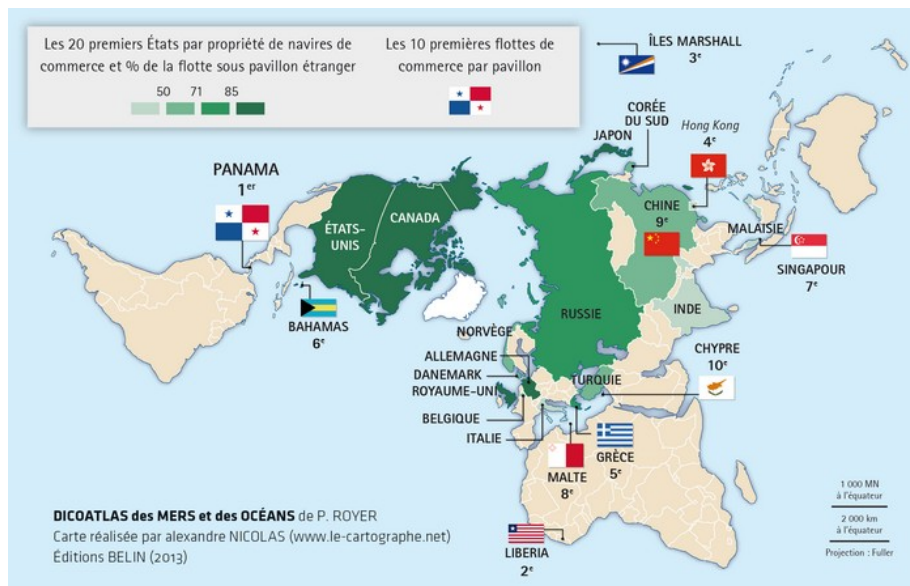 Les 20 premiers États par propriété de navires de
commerce et % de la flotte sous pavillon étranger
50 71 85
Les 10 premières flottes de
commerce par pavillon
ÎLES MARSHALL
3e
CORÉE
DU SUD
JAPON
Hong Kong
4e
PANAMA
1er
ÉTATS-
UNIS
CANADA
CHINE
9e
MALAISIE
SINGAPOUR
7e
BAHAMAS
6e
RUSSIE
INDE
NORVÈGE
ALLEMAGNE
DANEMARK
ROYAUME-UNI
BELGIQUE
ITALIE
TURQUIE
CHYPRE
10e
GRÈCE
5e
MALTE
8e
LIBERIA
2e
DICOATLAS des MERS et des OCÉANS de P. ROYER
Carte réalisée par alexandre NICOLAS (www.le-cartographe.net)
Éditions BELIN (2013)
1 000 MN
à l'équateur
2 000 km
à l'équateur
Projection : Fuller